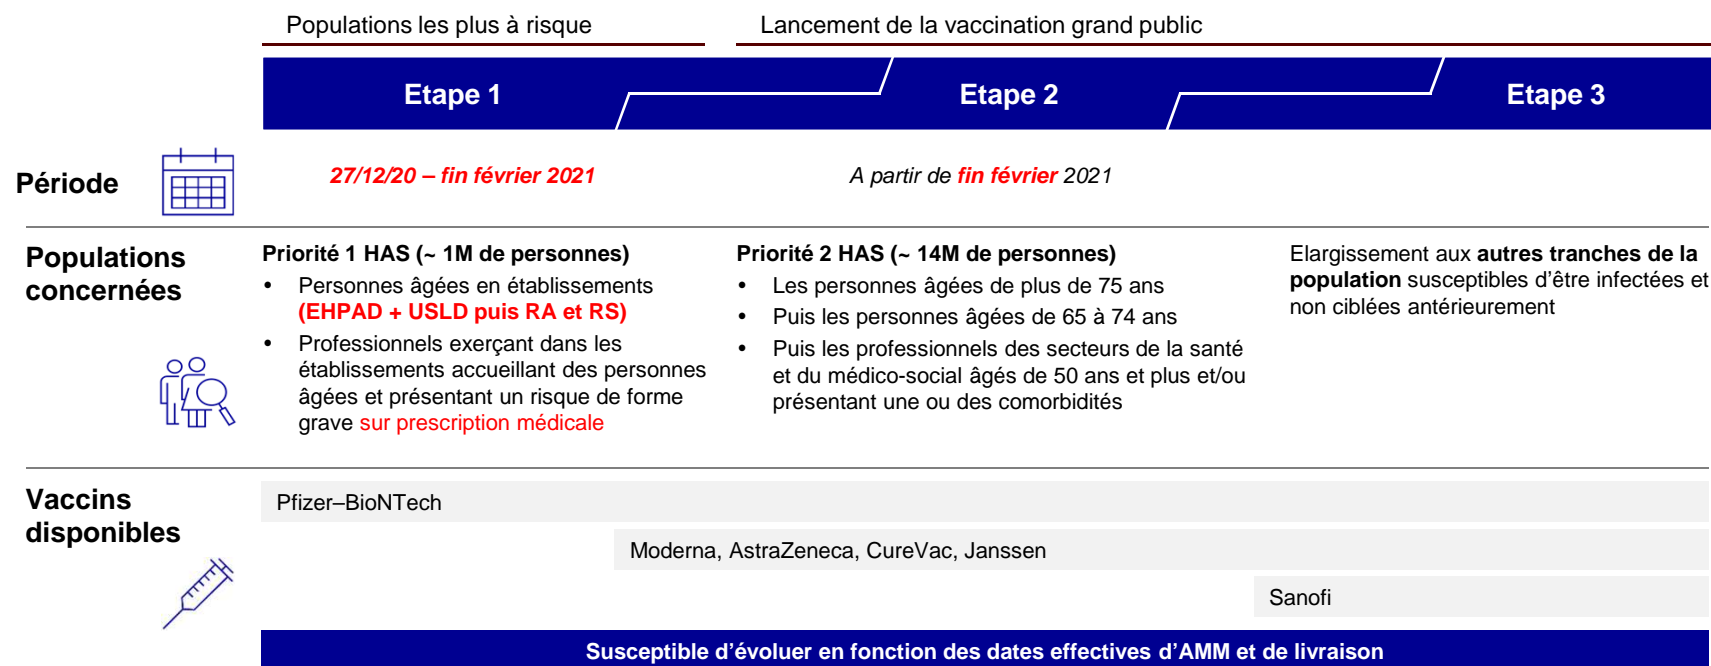 Populations les plus à risque
Lancement de la vaccination grand public
Etape 1
Etape 2
Etape 3
Période
27/12/20 – fin février 2021
A partir de fin février 2021
Populations
concernées
Priorité 1 HAS (~ 1M de personnes)
• Personnes âgées en établissements
(EHPAD + USLD puis RA et RS)
• Professionnels exerçant dans les
établissements accueillant des personnes
âgées et présentant un risque de forme
grave sur prescription médicale
Priorité 2 HAS (~ 14M de personnes)
• Les personnes âgées de plus de 75 ans
• Puis les personnes âgées de 65 à 74 ans
• Puis les professionnels des secteurs de la santé
et du médico-social âgés de 50 ans et plus et/ou
présentant une ou des comorbidités
Elargissement aux autres tranches de la
population susceptibles d'être infectées et
non ciblées antérieurement
Vaccins
disponibles
Pfizer–BioNTech
Moderna, AstraZeneca, CureVac, Janssen
Sanofi
Susceptible d'évoluer en fonction des dates effectives d'AMM et de livraison